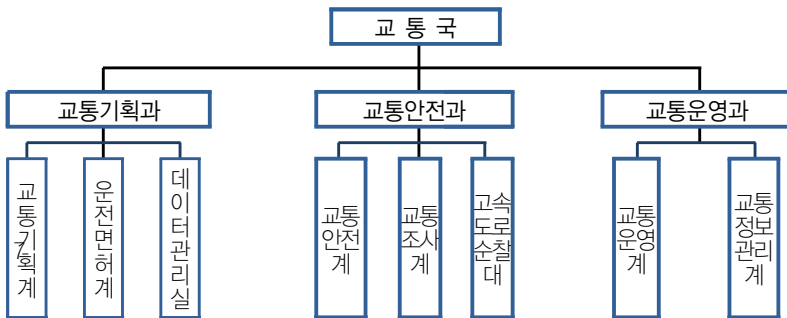 교 통 국
교통기획과
교통안전과
교통운영과
교통기획계
운전면허계
데이터관리실
교통
안전
계
교통
조사
계
고속
도로
순찰
대
교통
운영
계
교통
정보
관리
계